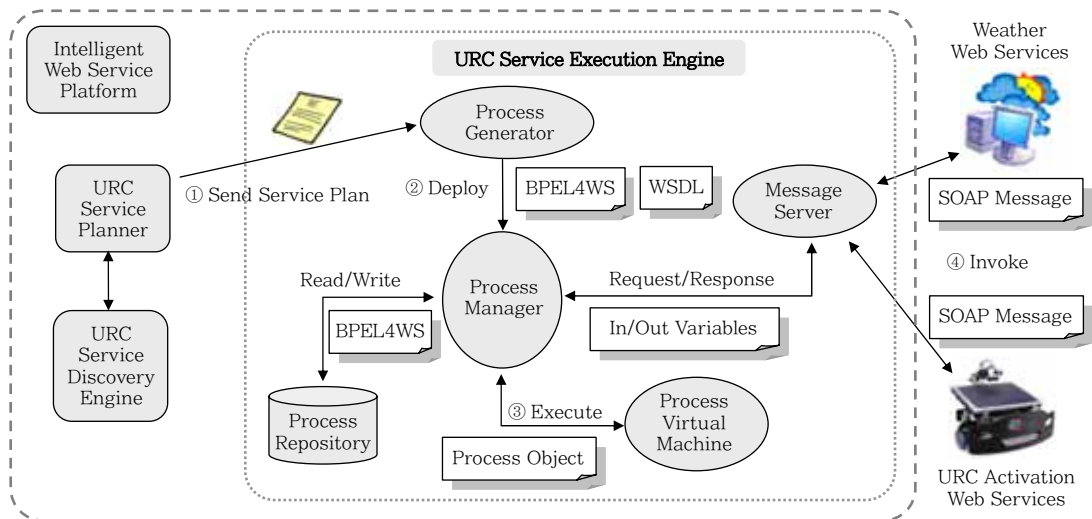 Intelligent
Web Service
Platform
URC Service Execution Engine
Weather
Web Services
Process
Generator
URC
Service
Planner
① Send Service Plan
② Deploy
BPEL4WS
WSDL
Message
Server
SOAP Message
④ Invoke
SOAP Message
Read/Write
BPEL4WS
Process
Manager
Request/Response
In/Out Variables
URC
Service
Discovery
Engine
Process
Repository
③ Execute
Process Object
Process
Virtual
Machine
URC Activation
Web Services